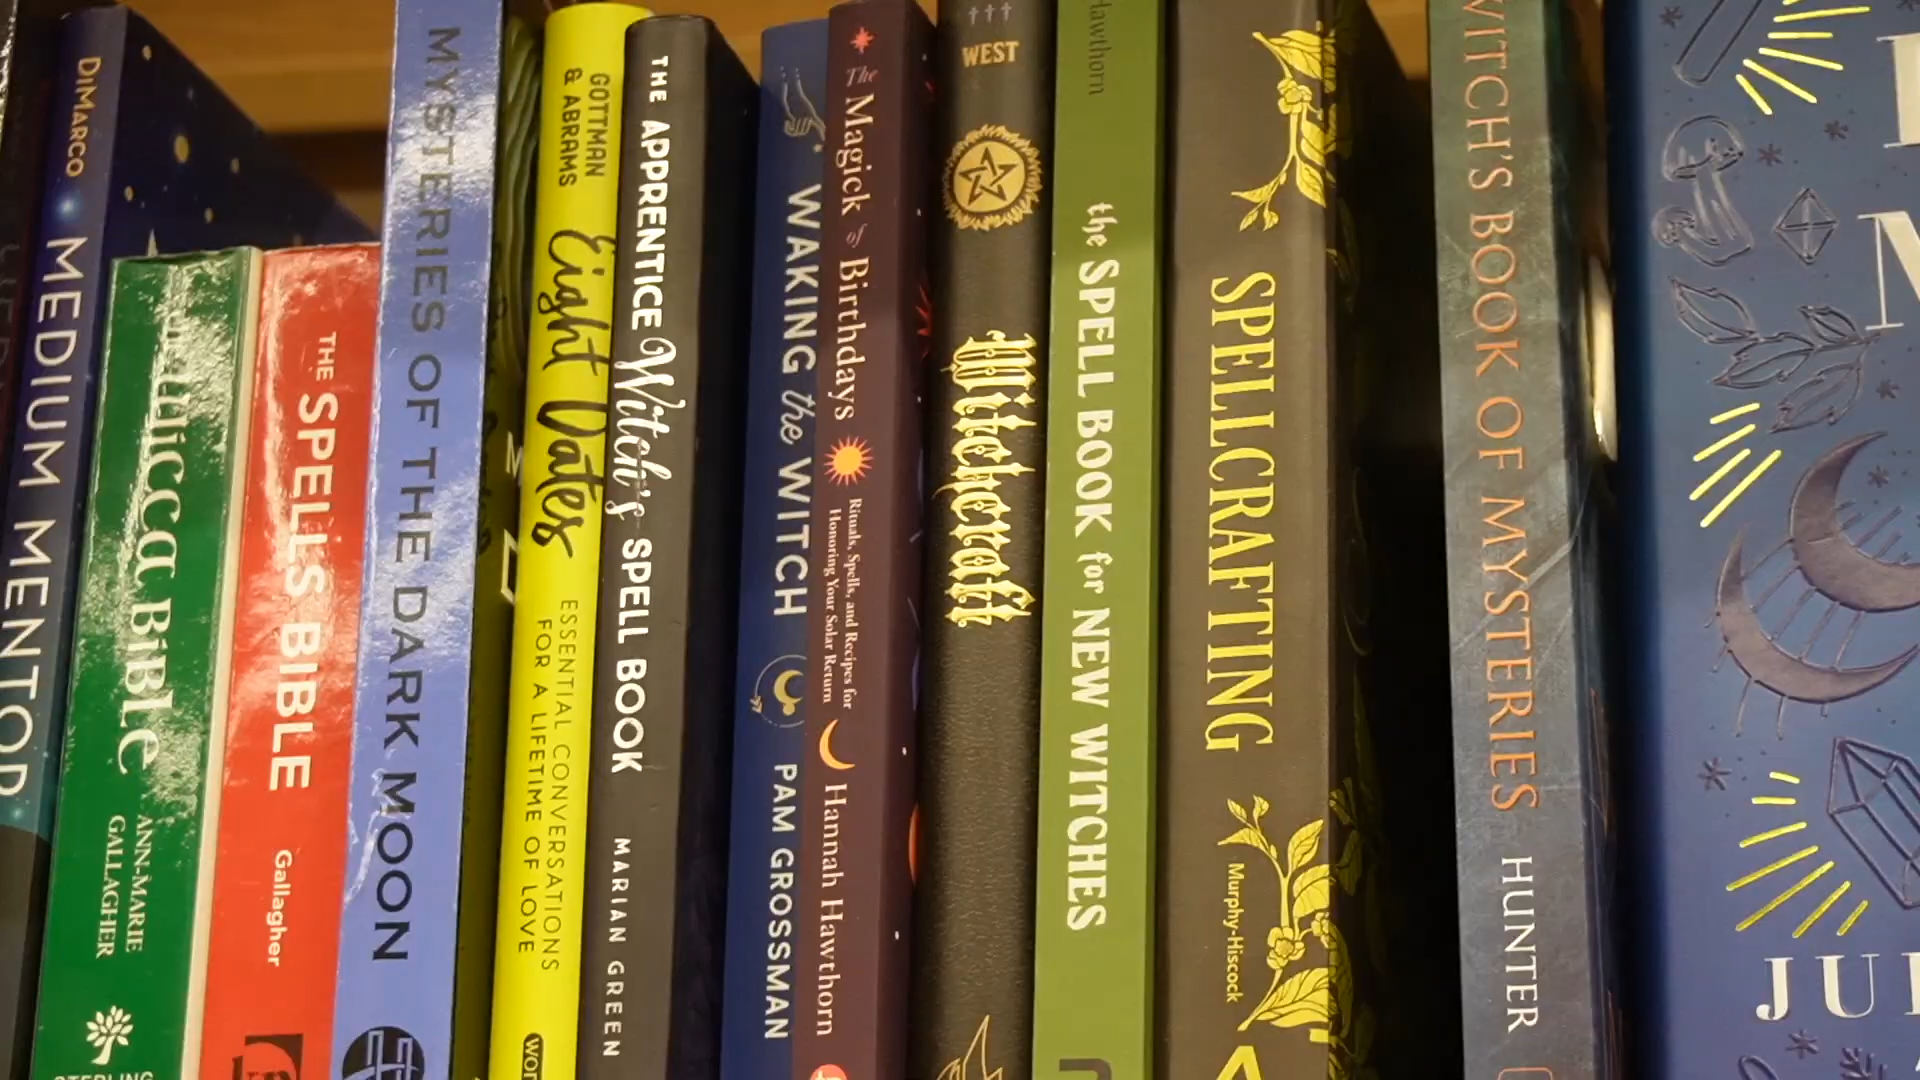 DIMARCO
MEDIUM MENTOR
Wicca BiBLE
ANN-MARIE
GALLAGHER
STERLING
THE SPELLS BIBLE
Gallagher
MYSTERIES OF THE DARK MOON
GOTTMAN
& ABRAMS
Eight Dates
ESSENTIAL CONVERSATIONS
FOR A LIFETIME OF LOVE
THE APPRENTICE Witch's SPELL BOOK
MARIAN GREEN
WAKING the WITCH
PAM GROSSMAN
The Magick of Birthdays
Rituals, Spells, and Recipes for
Honoring Your Solar Return
Hannah Hawthorn
WEST
Witchcraft
Hawthorn
the SPELL BOOK for NEW WITCHES
SPELLCRAFTING
Murphy-Hiscock
WITCH'S BOOK OF MYSTERIES
HUNTER